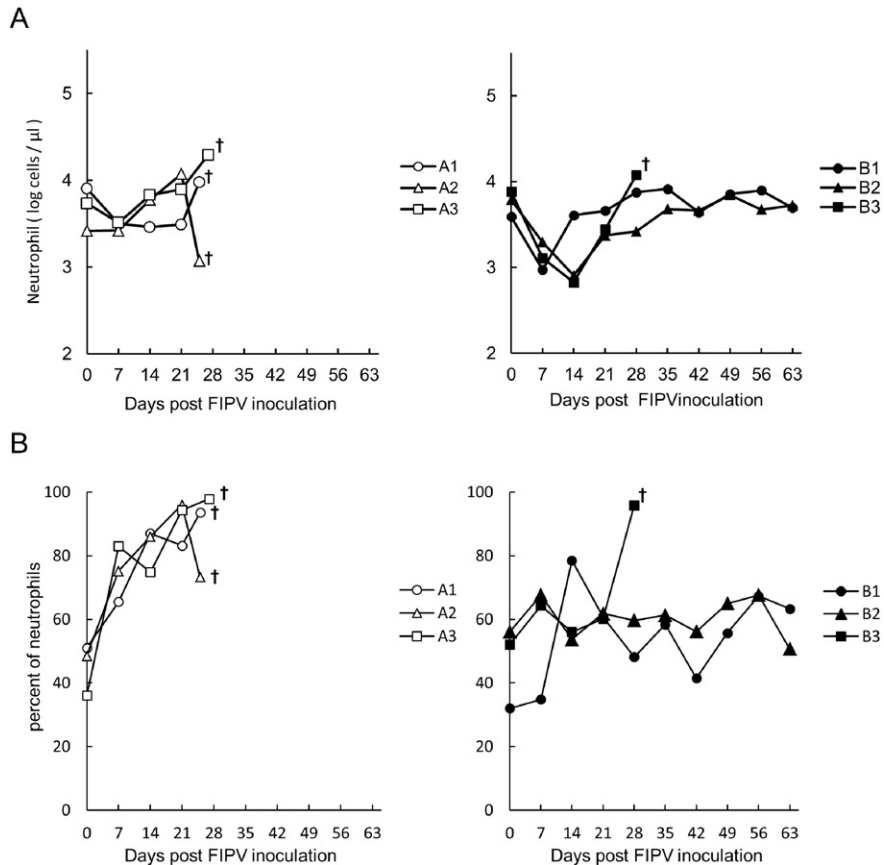 A
5
4
3
2
Neutrophil ( log cells / µl )
†
†
†
A1
A2
A3
0 7 14 21 28 35 42 49 56 63
Days post FIPV inoculation
5
4
3
2
†
B1
B2
B3
0 7 14 21 28 35 42 49 56 63
Days post FIPVinoculation
B
100
80
60
40
20
0
percent of neutrophils
†
†
†
A1
A2
A3
0 7 14 21 28 35 42 49 56 63
Days post FIPV inoculation
100
80
60
40
20
0
†
B1
B2
B3
0 7 14 21 28 35 42 49 56 63
Days post FIPV inoculation